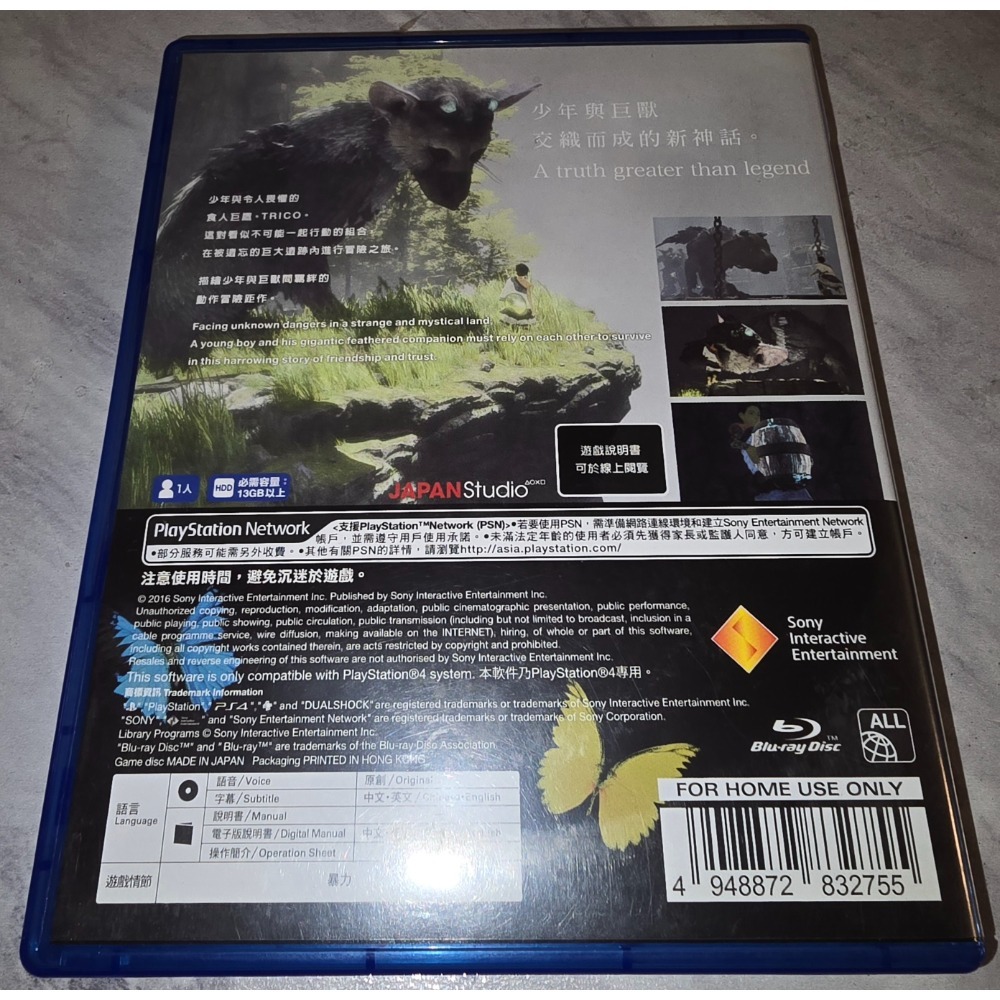 少年與巨獸
交織而成的新神話。
A truth greater than legend
少年與令人畏懼的
食人巨鷹・TRICO。
這對看似不可能一起行動的組合
在被遺忘的巨大遺跡內進行冒險之旅。
描繪少年與巨獸間羈絆的
動作冒險鉅作。
Facing unknown dangers in a strange and mystical land.
A young boy and his gigantic feathered companion must rely on each other to survive
in this harrowing story of friendship and trust.
遊戲說明書
可於線上閱覽
1人
HDD 必需容量：
13GB以上
JAPANStudio
PlayStation Network <支援PlayStation™Network (PSN)>•若要使用PSN，需準備網路連線環境和建立Sony Entertainment Network
帳戶，並需遵守用戶使用承諾。•未滿法定年齡的使用者必須先獲得家長或監護人同意，方可建立帳戶。
•部分服務可能需另外收費。•其他有關PSN的詳情，請瀏覽http://asia.playstation.com/
注意使用時間，避免沉迷於遊戲。
© 2016 Sony Interactive Entertainment Inc. Published by Sony Interactive Entertainment Inc.
Unauthorized copying, reproduction, modification, adaptation, public cinematographic presentation, public performance,
public playing, public showing, public circulation, public transmission (including but not limited to broadcast, inclusion in a
cable programme service, wire diffusion, making available on the INTERNET), hiring, of whole or part of this software,
including all copyright works contained therein, are acts restricted by copyright and prohibited.
Resales and reverse engineering of this software are not authorised by Sony Interactive Entertainment Inc.
This software is only compatible with PlayStation®4 system. 本軟件乃PlayStation®4專用。
商標資訊 Trademark Information
"PlayStation", "PS4", and "DUALSHOCK" are registered trademarks or trademarks of Sony Interactive Entertainment Inc.
"SONY", and "Sony Entertainment Network" are registered trademarks or trademarks of Sony Corporation.
Library Programs © Sony Interactive Entertainment Inc.
"Blu-ray Disc™" and "Blu-ray™" are trademarks of the Blu-ray Disc Association.
Game disc MADE IN JAPAN Packaging PRINTED IN HONG KONG
Sony
Interactive
Entertainment
Blu-ray Disc™
ALL
語言
Language
語音/Voice 原創/Original
字幕/Subtitle 中文・英文/Chinese・English
說明書/Manual
電子版說明書/Digital Manual 中文
操作簡介/Operation Sheet
遊戲情節 暴力
FOR HOME USE ONLY
4 948872 832755